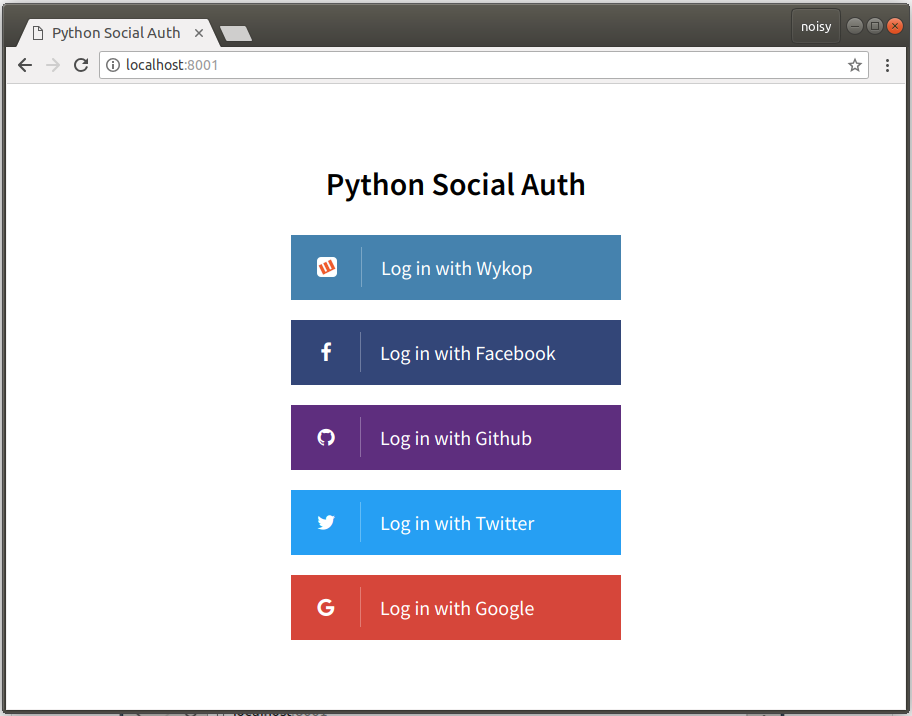 Python Social Auth
noisy
localhost:8001
Python Social Auth
Log in with Wykop
Log in with Facebook
Log in with Github
Log in with Twitter
Log in with Google